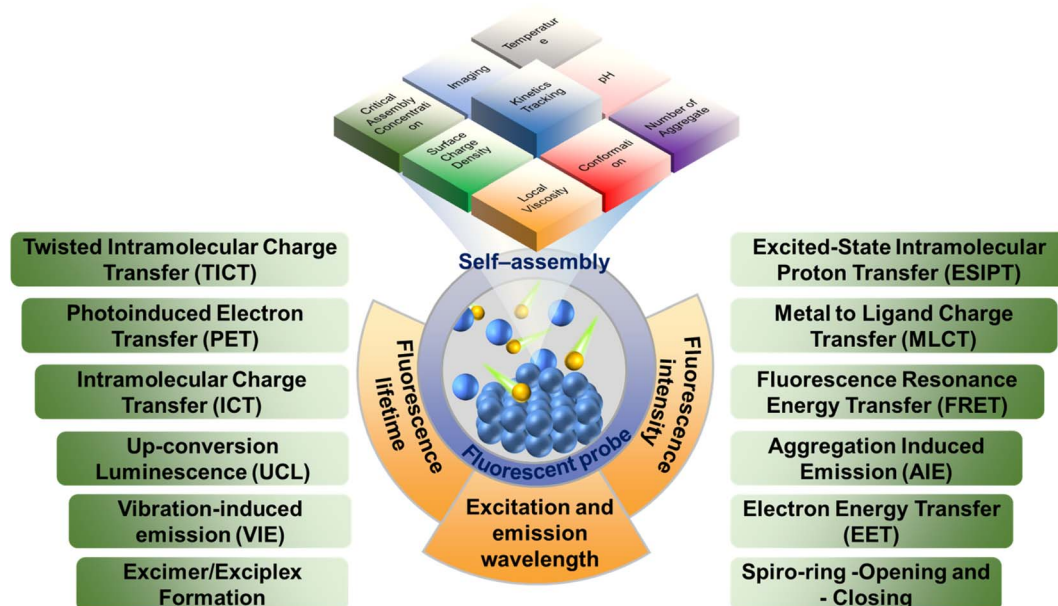 Temperatur
e
Imaging
pH
Kinetics
Tracking
Critical
Assembly
Concentrati
on
Number of
Aggregate
Surface
Charge
Density
Conformati
on
Local
Viscosity
Self–assembly
Fluorescent probe
Fluorescence
lifetime
Fluorescence
intensity
Excitation and
emission
wavelength
Twisted Intramolecular Charge
Transfer (TICT)
Photoinduced Electron
Transfer (PET)
Intramolecular Charge
Transfer (ICT)
Up-conversion
Luminescence (UCL)
Vibration-induced
emission (VIE)
Excimer/Exciplex
Formation
Excited-State Intramolecular
Proton Transfer (ESIPT)
Metal to Ligand Charge
Transfer (MLCT)
Fluorescence Resonance
Energy Transfer (FRET)
Aggregation Induced
Emission (AIE)
Electron Energy Transfer
(EET)
Spiro-ring -Opening and
- Closing